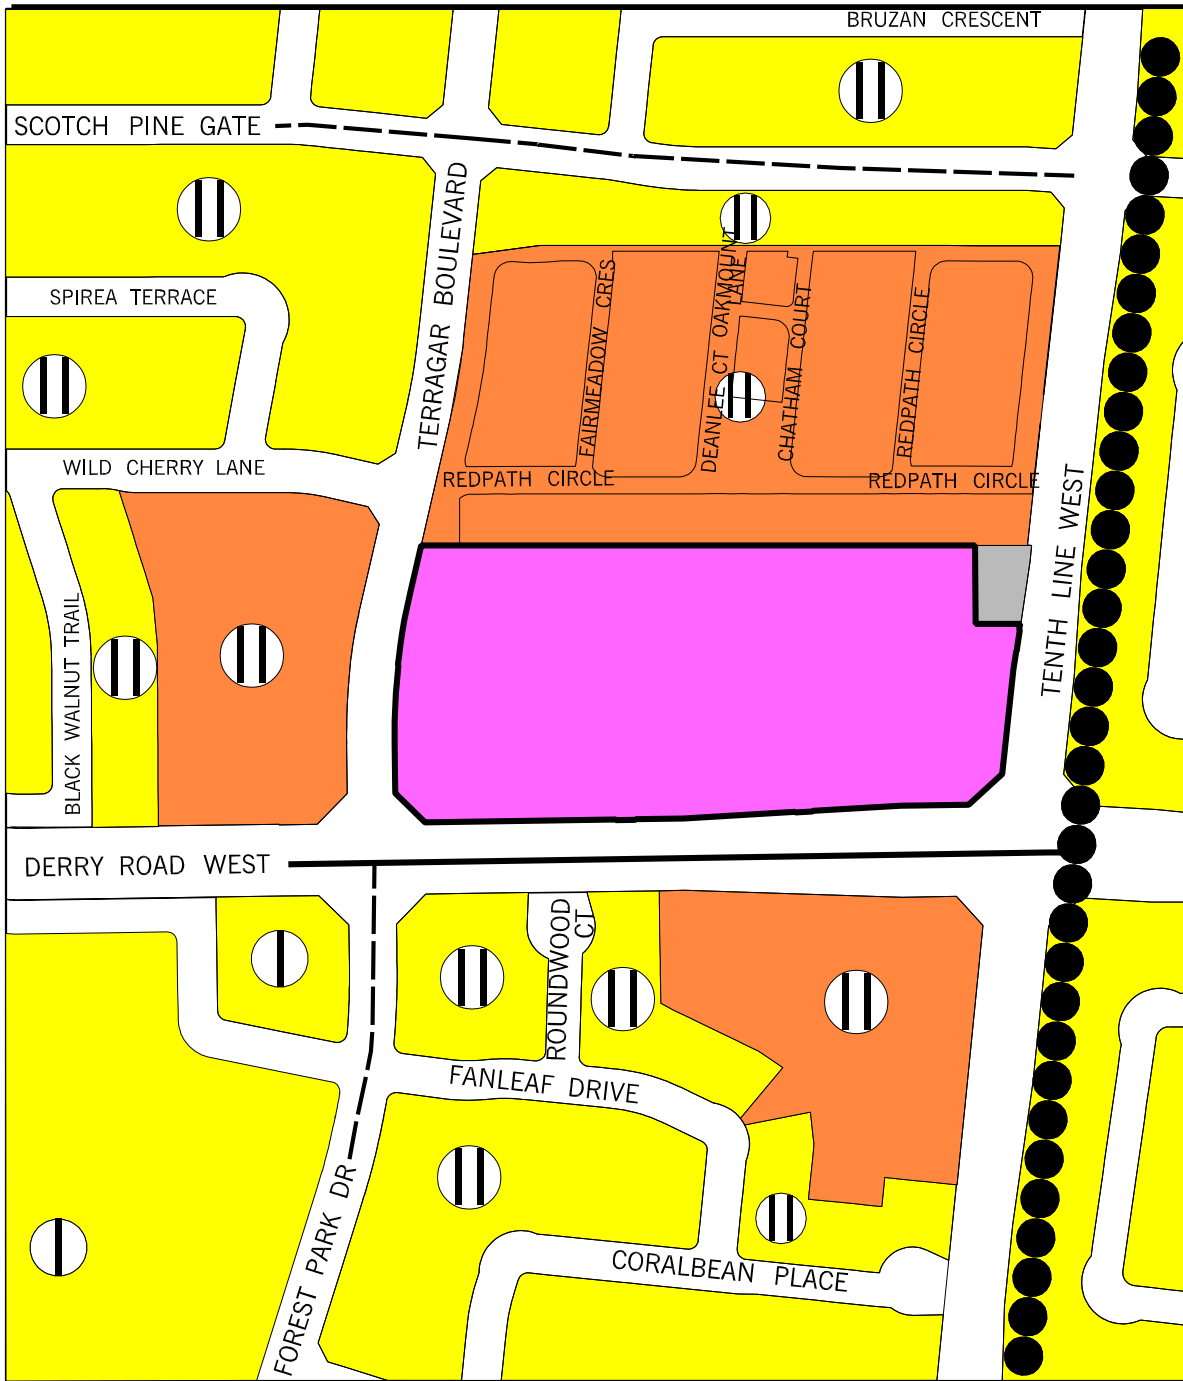 BRUZAN CRESCENT
SCOTCH PINE GATE
TERRAGAR BOULEVARD
SPIREA TERRACE
FAIRMEADOW CRES
DEANLEE CT
OAKMOUNT
LANE
CHATHAM COURT
REDPATH CIRCLE
WILD CHERRY LANE
REDPATH CIRCLE
REDPATH CIRCLE
TENTH LINE WEST
BLACK WALNUT TRAIL
DERRY ROAD WEST
ROUNDWOOD
CT
FANLEAF DRIVE
FOREST PARK DR
CORALBEAN PLACE